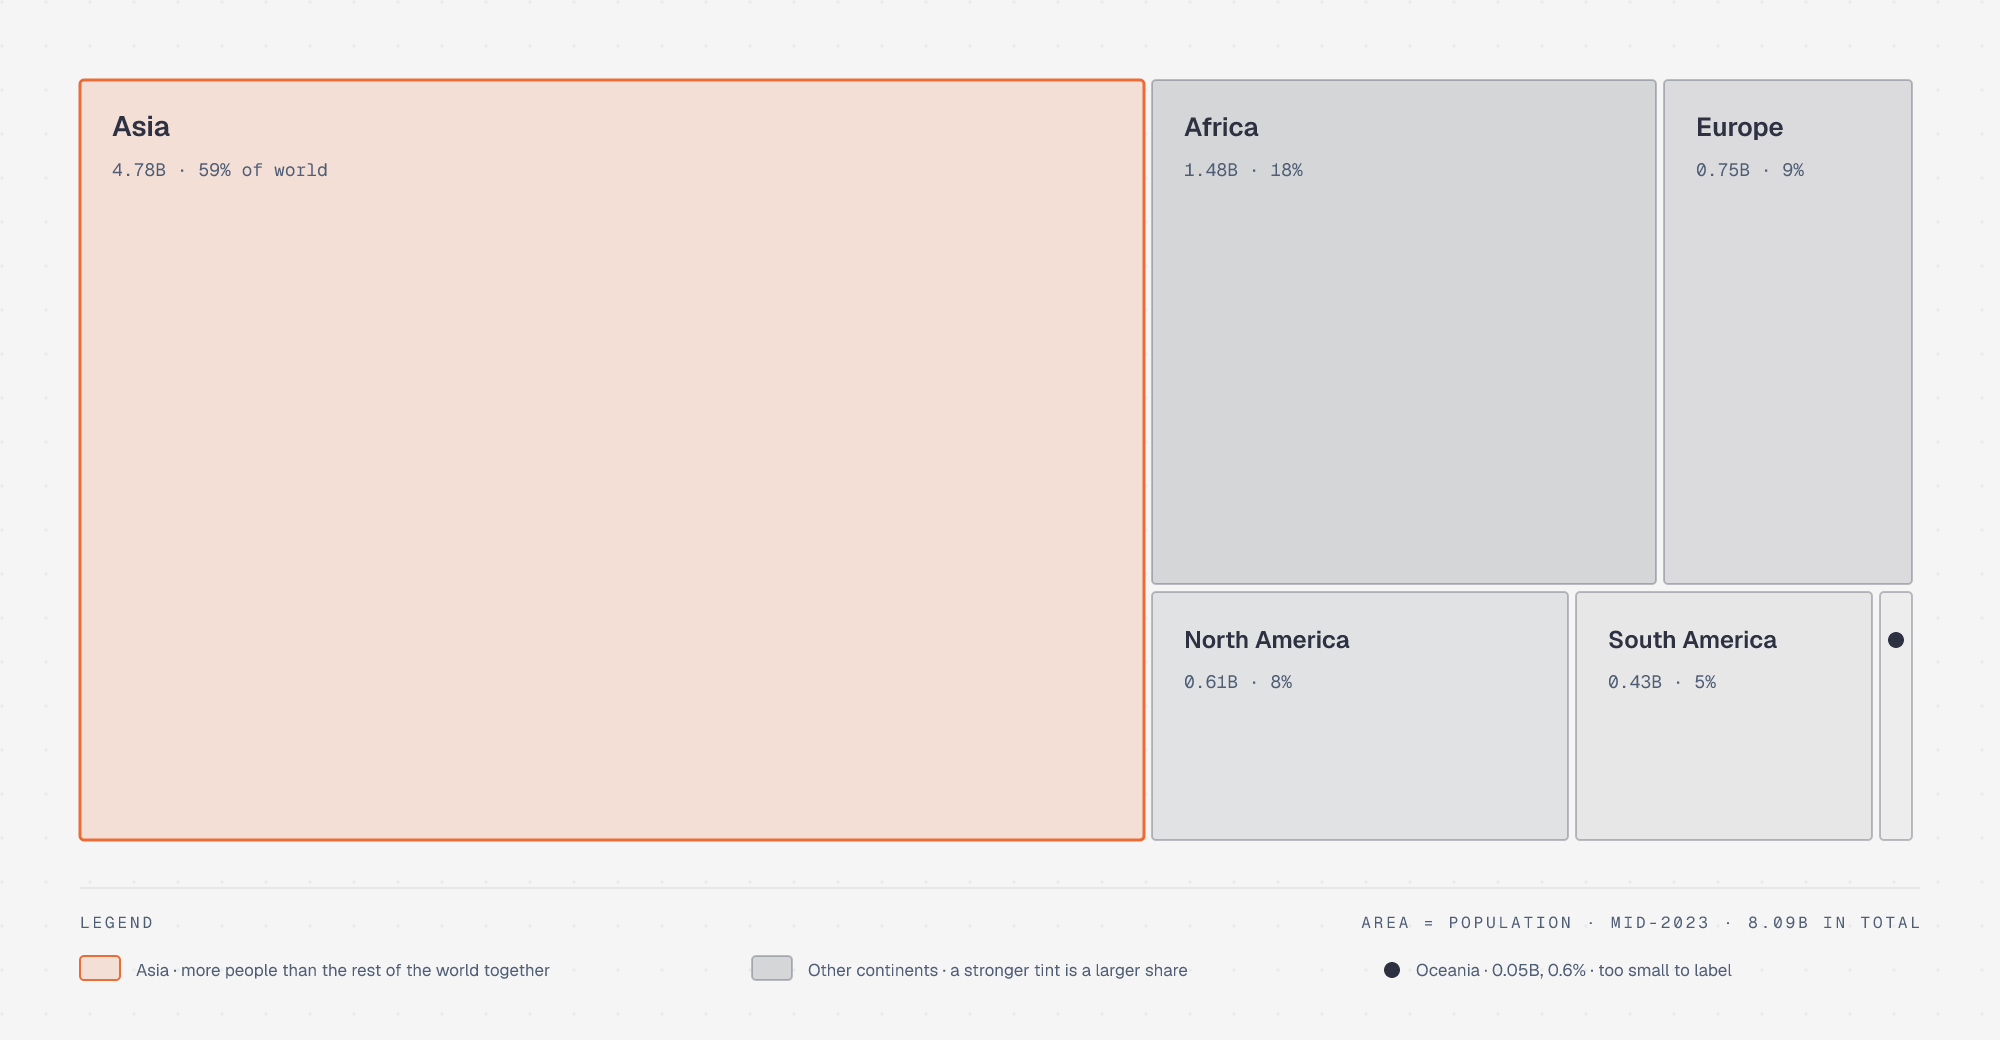 Asia
4.78B · 59% of world
Africa
1.48B · 18%
Europe
0.75B · 9%
North America
0.61B · 8%
South America
0.43B · 5%
LEGEND
AREA = POPULATION · MID-2023 · 8.09B IN TOTAL
Asia · more people than the rest of the world together
Other continents · a stronger tint is a larger share
Oceania · 0.05B, 0.6% · too small to label